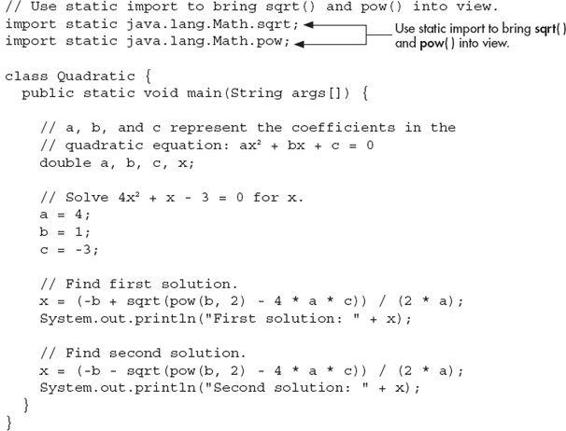 // Use static import to bring sqrt() and pow() into view.
import static java.lang.Math.sqrt;
import static java.lang.Math.pow;
Use static import to bring sqrt( )
and pow( ) into view.
class Quadratic {
public static void main(String args[]) {
// a, b, and c represent the coefficients in the
// quadratic equation: ax² + bx + c = 0
double a, b, c, x;
// Solve 4x² + x - 3 = 0 for x.
a = 4;
b = 1;
c = -3;
// Find first solution.
x = (-b + sqrt(pow(b, 2) - 4 * a * c)) / (2 * a);
System.out.println("First solution: " + x);
// Find second solution.
x = (-b - sqrt(pow(b, 2) - 4 * a * c)) / (2 * a);
System.out.println("Second solution: " + x);
}
}